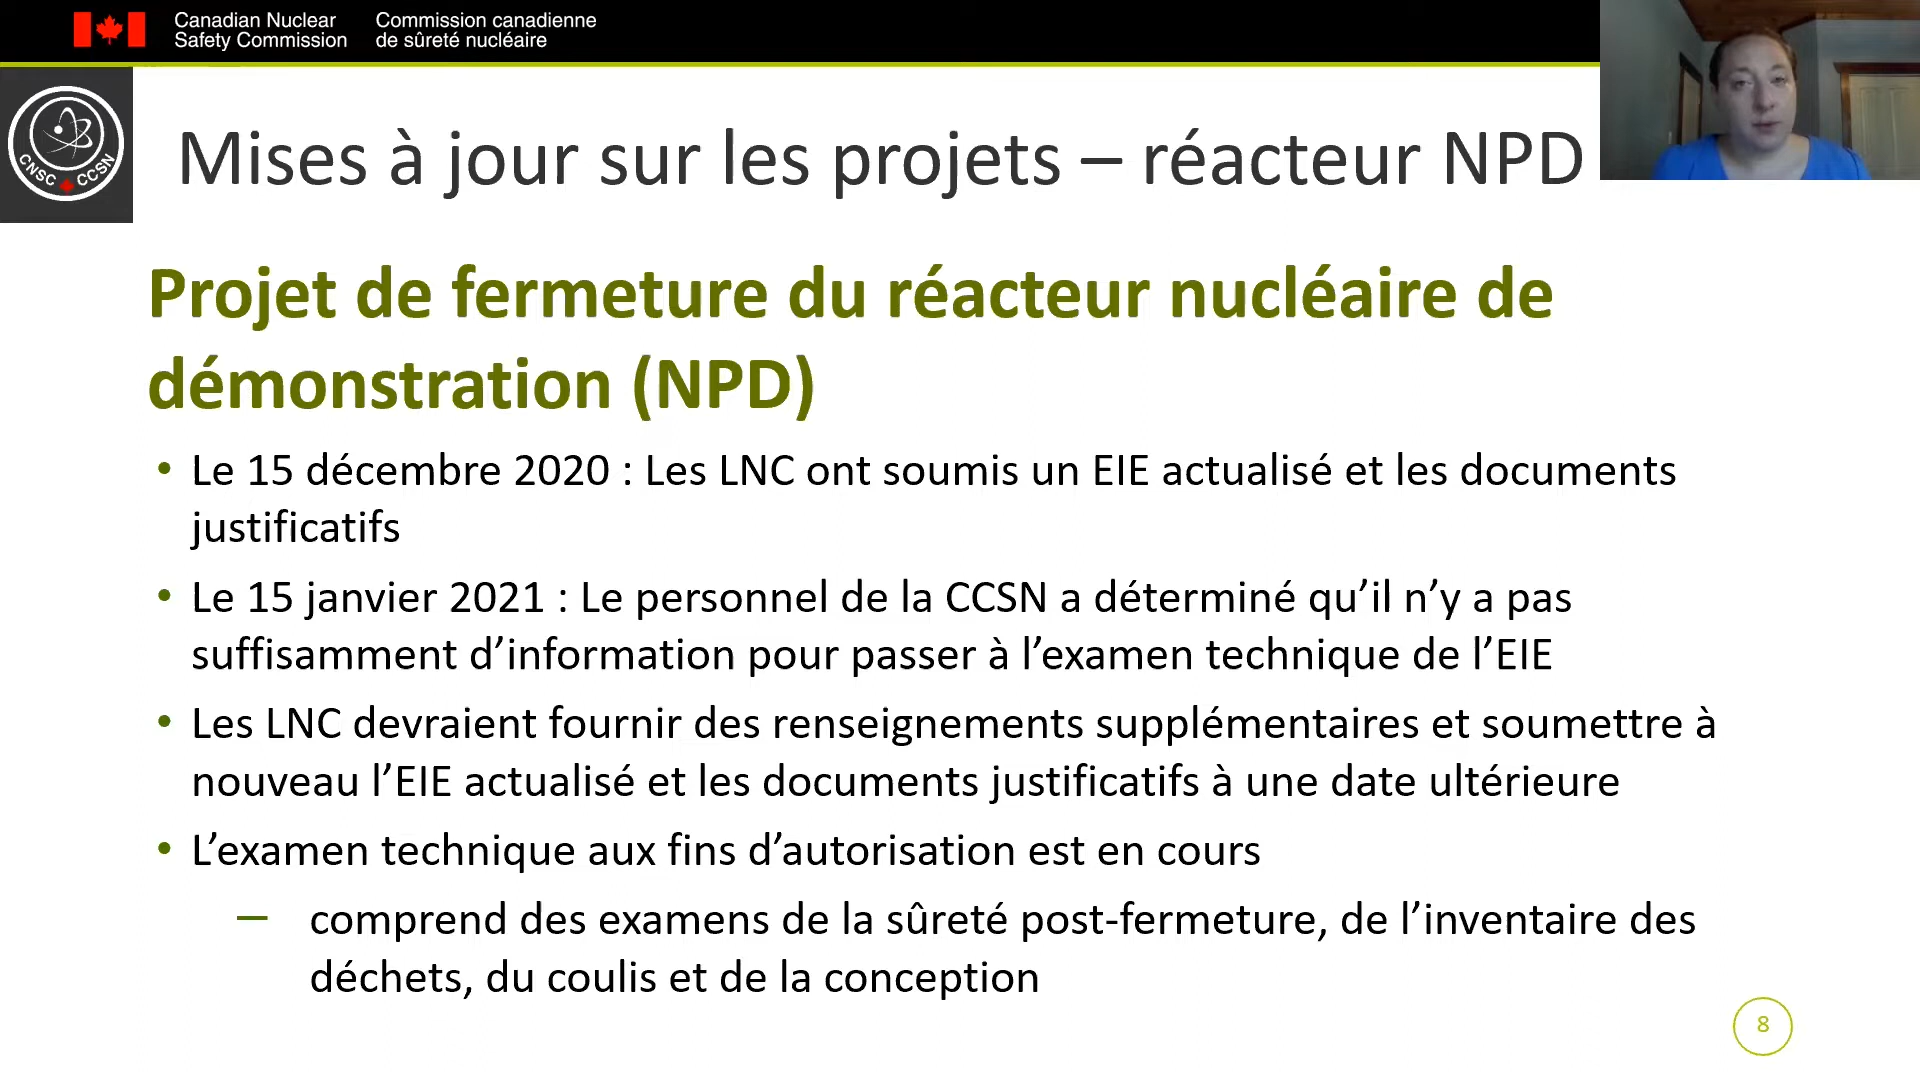 Canadian Nuclear
Safety Commission
Commission canadienne
de sûreté nucléaire
CNSC CCSN
Mises à jour sur les projets – réacteur NPD
Projet de fermeture du réacteur nucléaire de
démonstration (NPD)
• Le 15 décembre 2020 : Les LNC ont soumis un EIE actualisé et les documents
justificatifs
• Le 15 janvier 2021 : Le personnel de la CCSN a déterminé qu’il n’y a pas
suffisamment d’information pour passer à l’examen technique de l’EIE
• Les LNC devraient fournir des renseignements supplémentaires et soumettre à
nouveau l’EIE actualisé et les documents justificatifs à une date ultérieure
• L’examen technique aux fins d’autorisation est en cours
— comprend des examens de la sûreté post-fermeture, de l’inventaire des
déchets, du coulis et de la conception
8